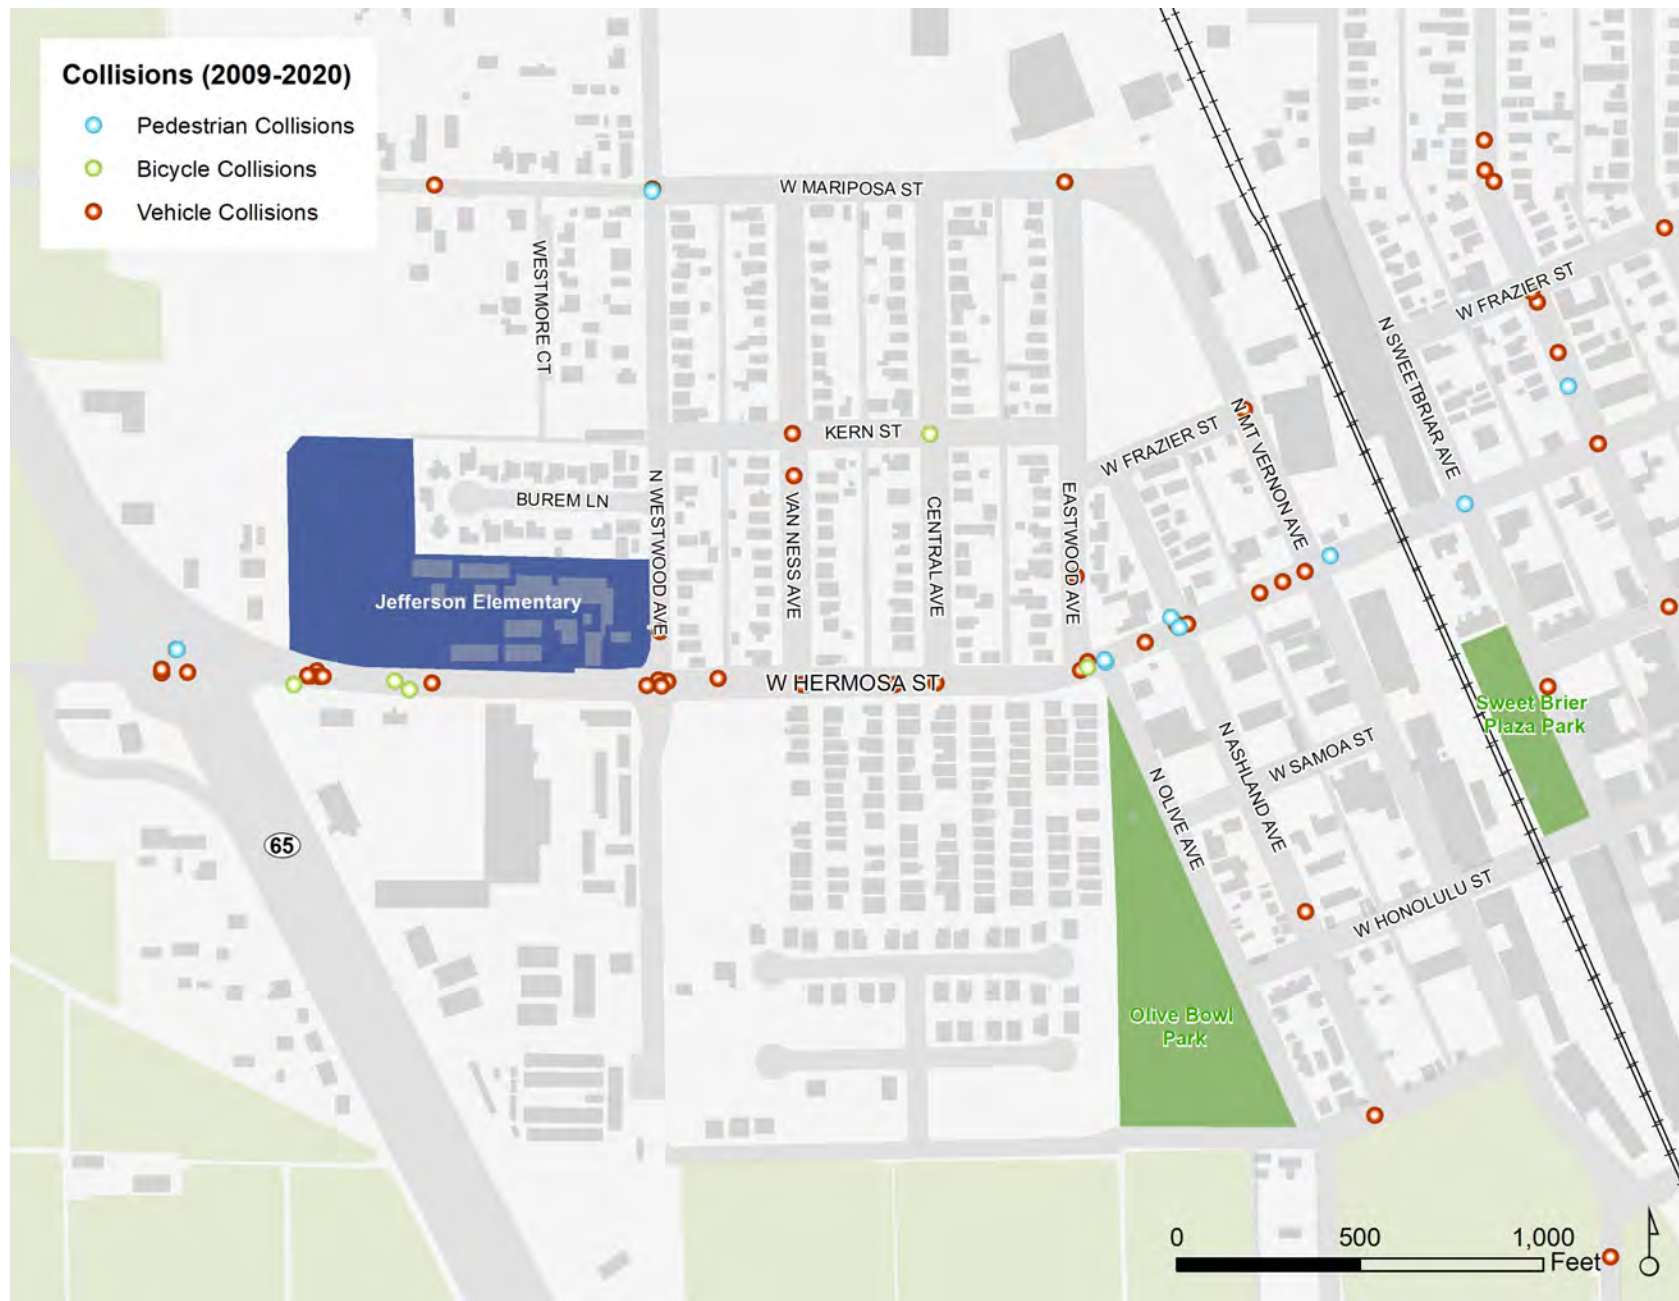 Collisions (2009-2020)
Pedestrian Collisions
Bicycle Collisions
Vehicle Collisions
W MARIPOSA ST
WESTMORE CT
W FRAZIER ST
N SWEETBRIAR AVE
KERN ST
W FRAZIER ST
N MT VERNON AVE
BUREM LN
N WESTWOOD AVE
VAN NESS AVE
CENTRAL AVE
EASTWOOD AVE
Jefferson Elementary
W HERMOSA ST
Sweet Brier
Plaza Park
N ASHLAND AVE
W SAMOA ST
N OLIVE AVE
65
W HONOLULU ST
Olive Bowl
Park
0 500 1,000
Feet